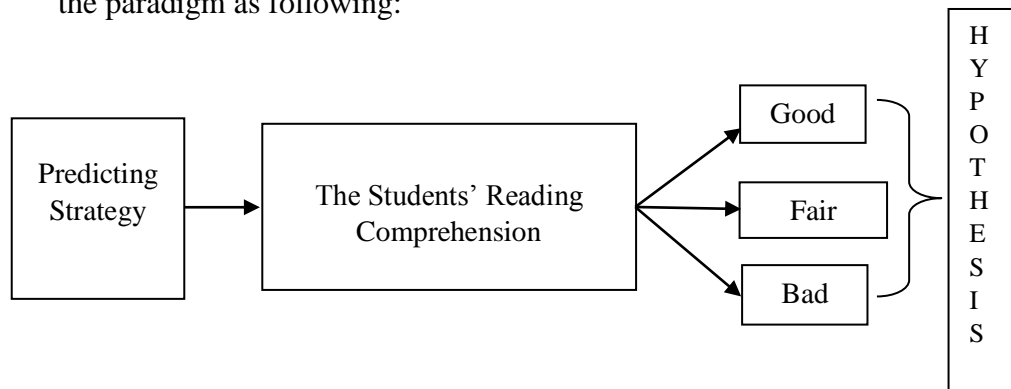 the paradigm as following:
Predicting
Strategy
The Students’ Reading
Comprehension
Good
Fair
Bad
H
Y
P
O
T
H
E
S
I
S